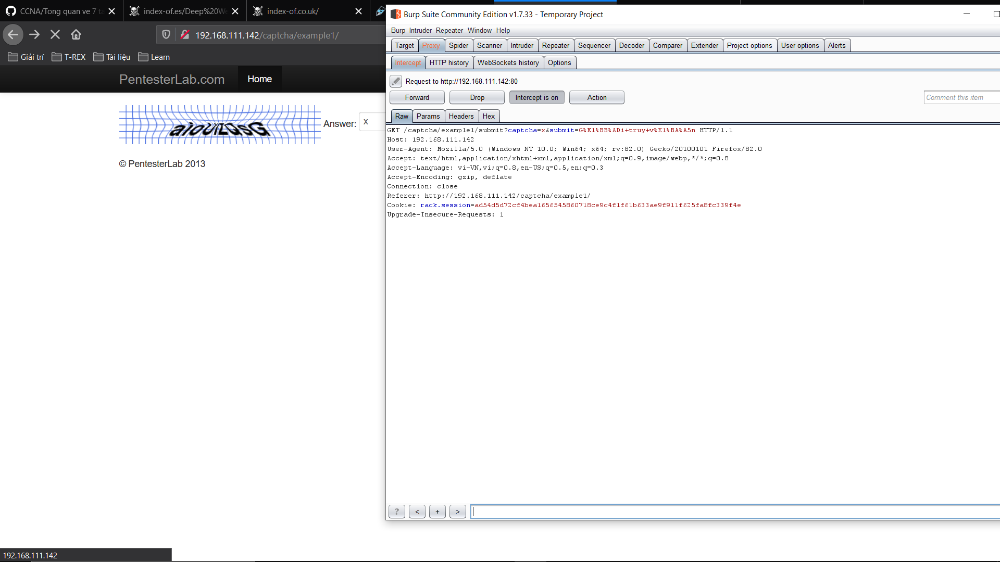 CCNA/Tong quan ve 7 ta
index-of.es/Deep%20We
index-of.co.uk/
192.168.111.142/captcha/example1/
Giải trí
T-REX
Tài liệu
Learn
PentesterLab.com
Home
Answer:
x
© PentesterLab 2013
192.168.111.142
Burp Suite Community Edition v1.7.33 - Temporary Project
Burp Intruder Repeater Window Help
Target Proxy Spider Scanner Intruder Repeater Sequencer Decoder Comparer Extender Project options User options Alerts
Intercept HTTP history WebSockets history Options
Request to http://192.168.111.142:80
Forward Drop Intercept is on Action Comment this item
Raw Params Headers Hex
GET /captcha/example1/submit?captcha=x&submit=G%E1%BB%ADi+truy+v%E1%BA%A5n HTTP/1.1
Host: 192.168.111.142
User-Agent: Mozilla/5.0 (Windows NT 10.0; Win64; x64; rv:82.0) Gecko/20100101 Firefox/82.0
Accept: text/html,application/xhtml+xml,application/xml;q=0.9,image/webp,*/*;q=0.8
Accept-Language: vi-VN,vi;q=0.8,en-US;q=0.5,en;q=0.3
Accept-Encoding: gzip, deflate
Connection: close
Referer: http://192.168.111.142/captcha/example1/
Cookie: rack.session=ad54d5d72cf4bea1656545860718ce9c4f1f61b633ae9f911f625fa8fc339f4e
Upgrade-Insecure-Requests: 1
? < + >